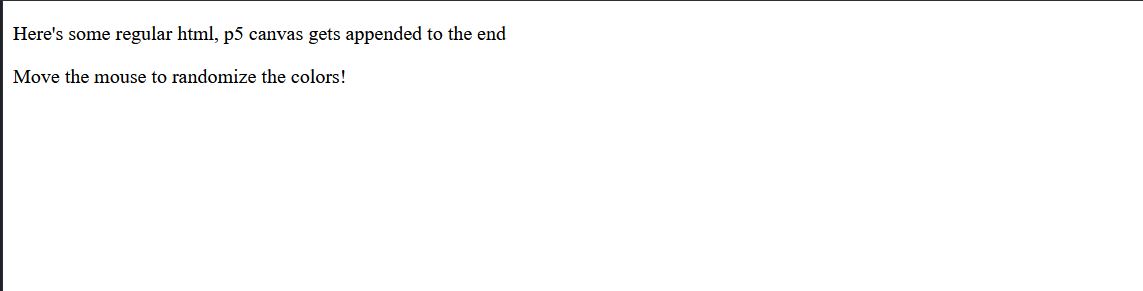 Here's some regular html, p5 canvas gets appended to the end
Move the mouse to randomize the colors!